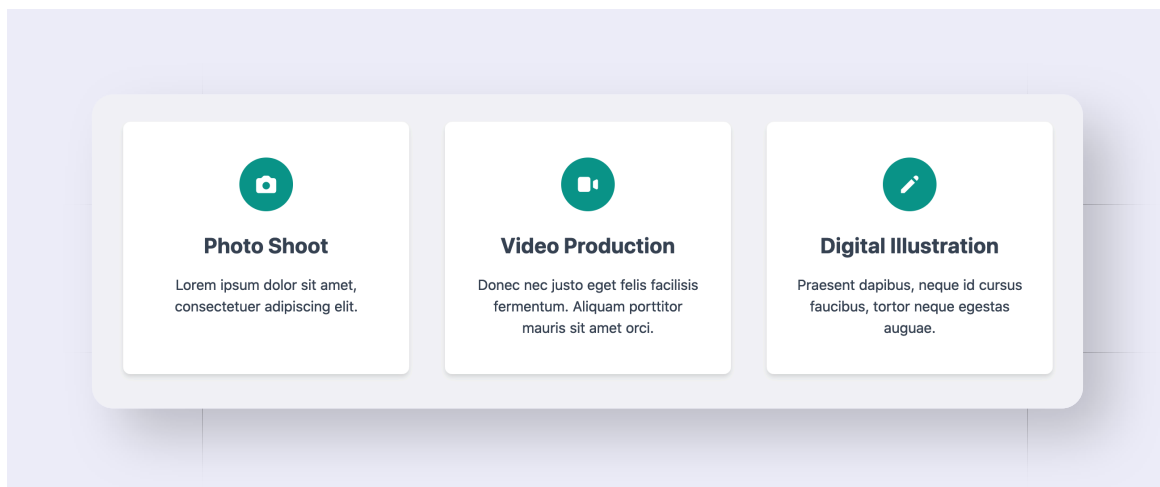 Photo Shoot
Lorem ipsum dolor sit amet,
consectetuer adipiscing elit.
Video Production
Donec nec justo eget felis facilisis
fermentum. Aliquam porttitor
mauris sit amet orci.
Digital Illustration
Praesent dapibus, neque id cursus
faucibus, tortor neque egestas
auguae.